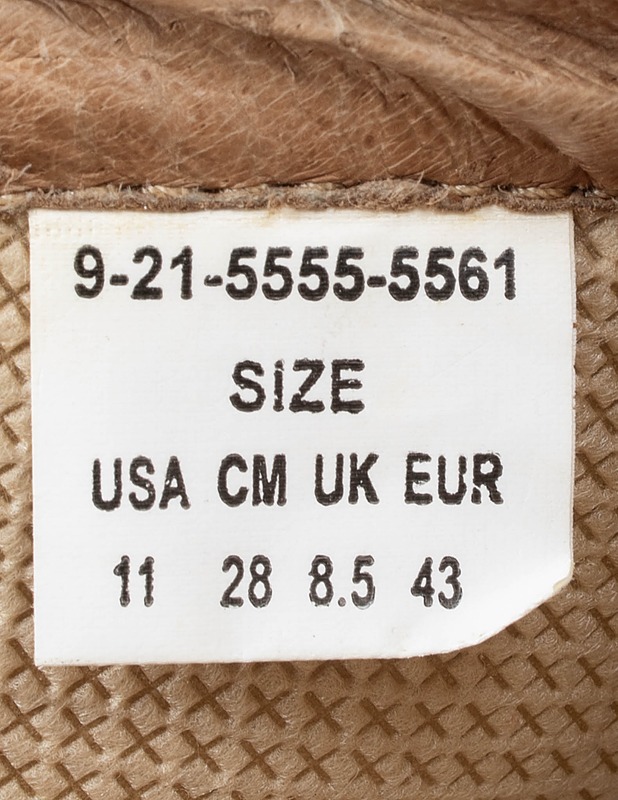 9-21-5555-5561
SIZE
USA CM UK EUR
11 28 8.5 43